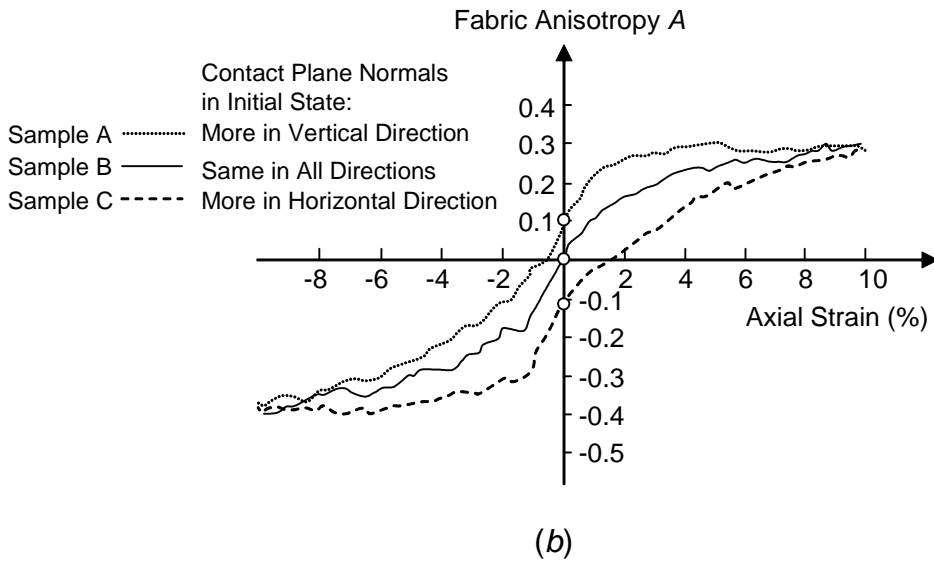 Fabric Anisotropy A
Contact Plane Normals
in Initial State:
Sample A More in Vertical Direction
Sample B Same in All Directions
Sample C More in Horizontal Direction
0.4
0.3
0.2
0.1
-8 -6 -4 -2 2 4 6 8 10
-0.1
Axial Strain (%)
-0.2
-0.3
-0.4
-0.5
(b)